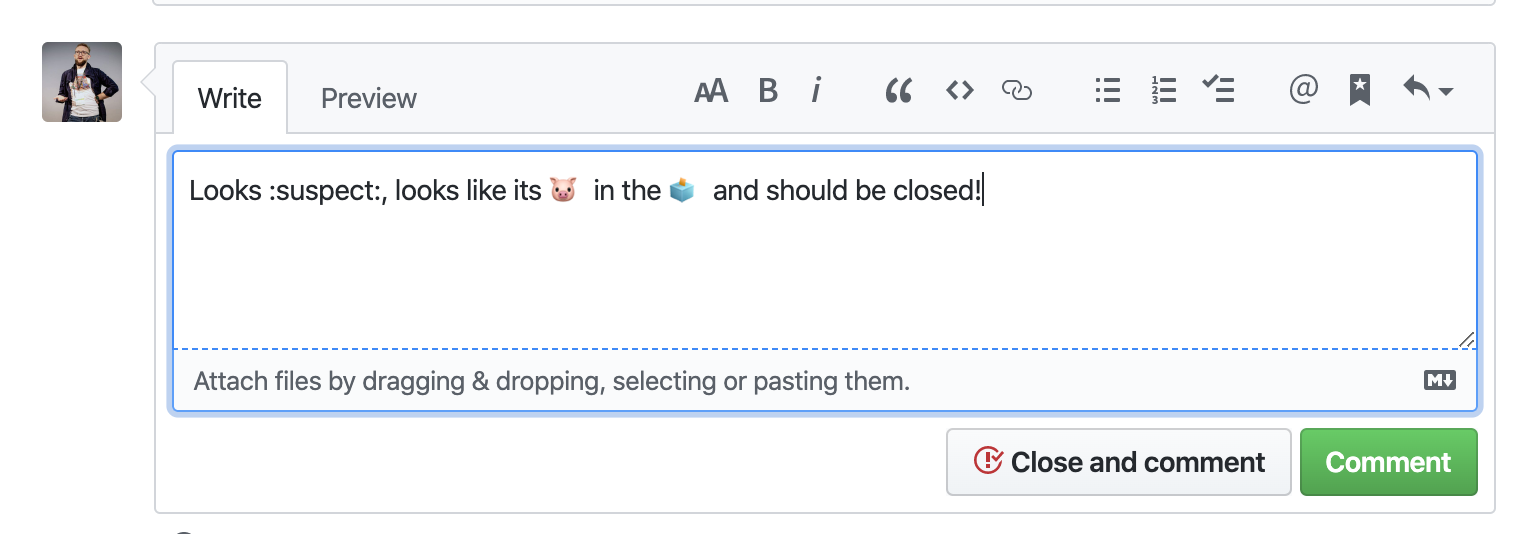 Write
Preview
AA B i
@
Looks :suspect:, looks like its 🐷 in the 🗳 and should be closed!
Attach files by dragging & dropping, selecting or pasting them.
M
Close and comment
Comment